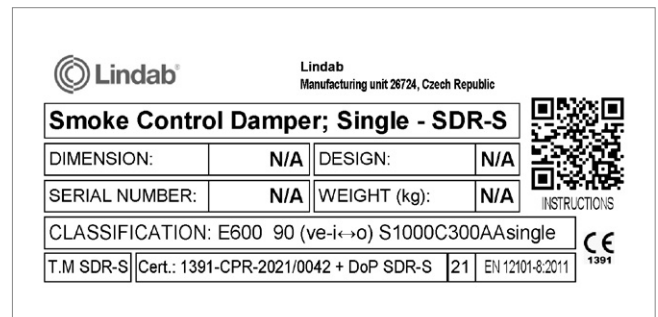 Lindab
Lindab
Manufacturing unit 26724, Czech Republic
Smoke Control Damper; Single - SDR-S
DIMENSION: N/A DESIGN: N/A
SERIAL NUMBER: N/A WEIGHT (kg): N/A
INSTRUCTIONS
CLASSIFICATION: E600 90 (ve-i↔o) S1000C300AAsingle
CE
1391
T.M SDR-S Cert.: 1391-CPR-2021/0042 + DoP SDR-S 21 EN 12101-8:2011